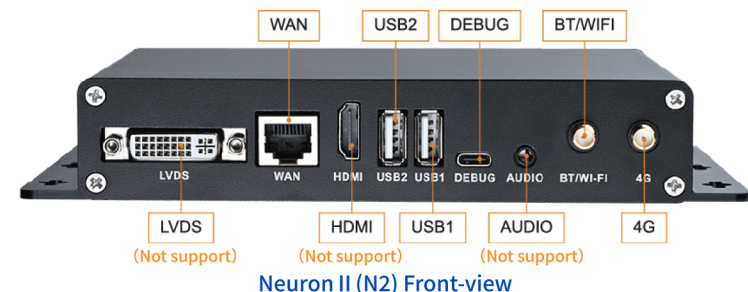 WAN USB2 DEBUG BT/WIFI
LVDS WAN HDMI USB2 USB1 DEBUG AUDIO BT/WI-FI 4G
LVDS HDMI USB1 AUDIO 4G
(Not support) (Not support) (Not support)
Neuron II (N2) Front-view